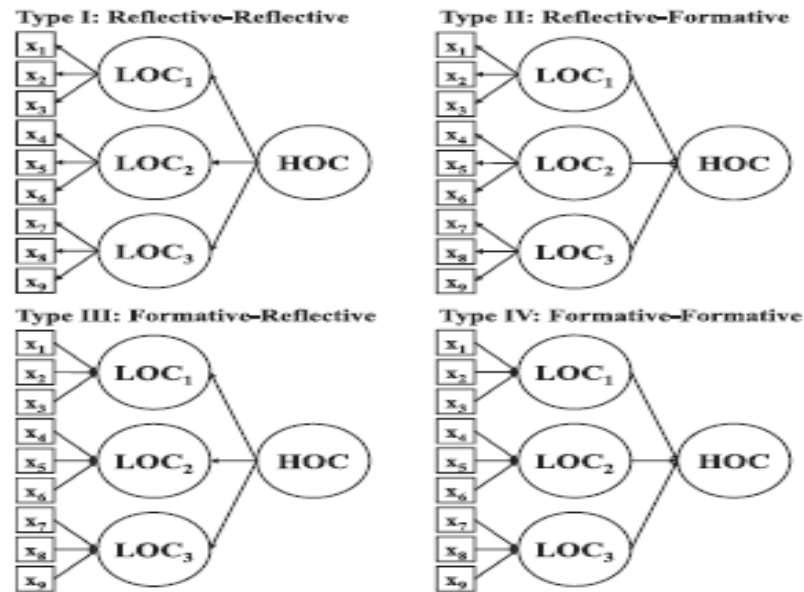 Type I: Reflective-Reflective
x₁
x₂
x₃
x₄
x₅
x₆
x₇
x₈
x₉
LOC₁
LOC₂
LOC₃
HOC
Type II: Reflective-Formative
x₁
x₂
x₃
x₄
x₅
x₆
x₇
x₈
x₉
LOC₁
LOC₂
LOC₃
HOC
Type III: Formative-Reflective
x₁
x₂
x₃
x₄
x₅
x₆
x₇
x₈
x₉
LOC₁
LOC₂
LOC₃
HOC
Type IV: Formative-Formative
x₁
x₂
x₃
x₄
x₅
x₆
x₇
x₈
x₉
LOC₁
LOC₂
LOC₃
HOC